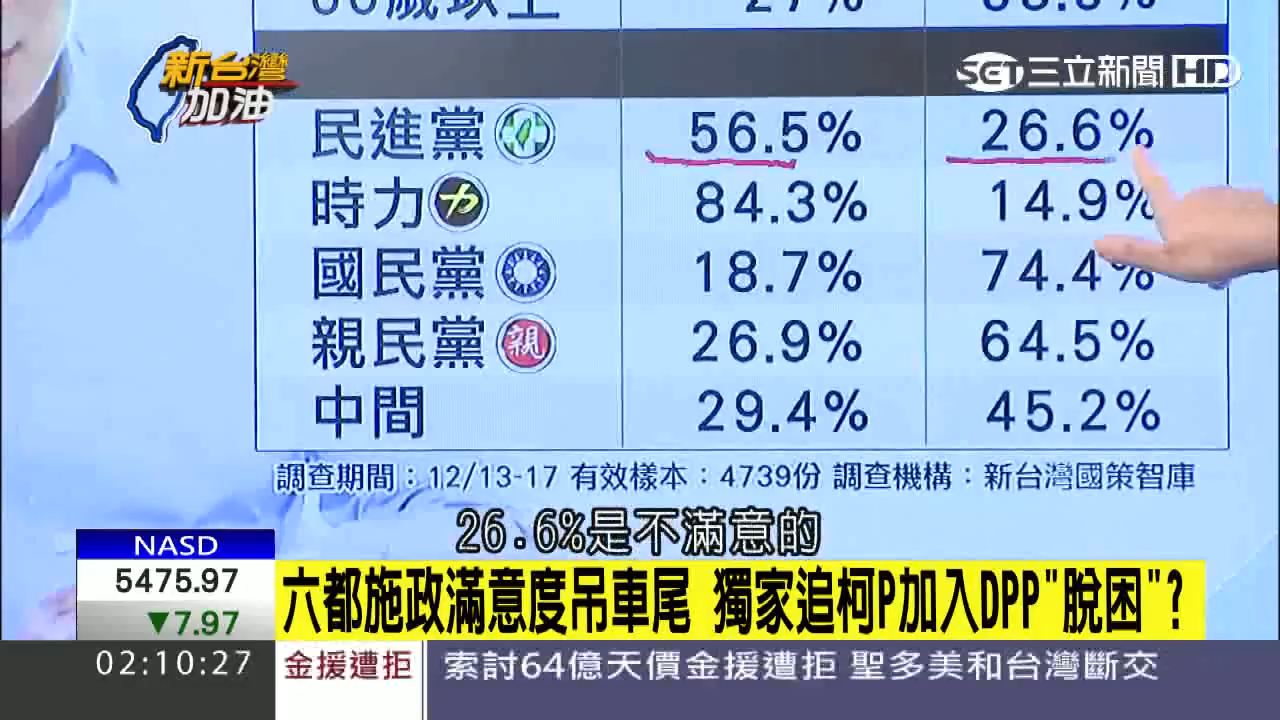 新台灣
加油
SET三立新聞HD
民進黨 56.5% 26.6%
時力 力 84.3% 14.9%
國民黨 18.7% 74.4%
親民黨 親 26.9% 64.5%
中間 29.4% 45.2%
調查期間：12/13-17 有效樣本：4739份 調查機構：新台灣國策智庫
26.6%是不滿意的
NASD
5475.97
▼7.97
六都施政滿意度吊車尾 獨家追柯P加入DPP"脫困"?
02:10:27 金援遭拒 索討64億天價金援遭拒 聖多美和台灣斷交